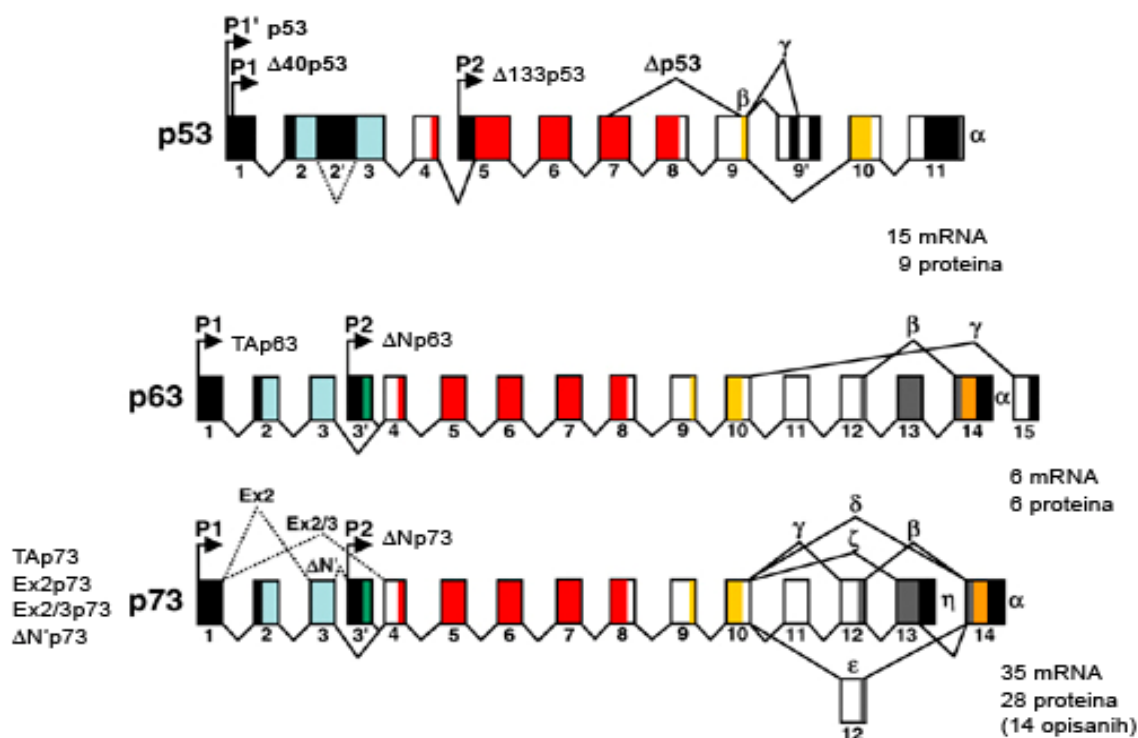 P1' p53
P1 Δ40p53
P2 Δ133p53
Δp53
β
γ
p53
α
1 2 2' 3 4 5 6 7 8 9 9' 10 11
15 mRNA
9 proteina
P1 TAp63
P2 ΔNp63
β
γ
p63
α
1 2 3 3' 4 5 6 7 8 9 10 11 12 13 14 15
6 mRNA
6 proteina
Ex2
P1
Ex2/3
P2 ΔNp73
δ
γ
ζ
β
TAp73
Ex2p73
Ex2/3p73
ΔN'p73
ΔN'
p73
η
α
1 2 3 3' 4 5 6 7 8 9 10 11 12 13 14
ε
12
35 mRNA
28 proteina
(14 opisanih)